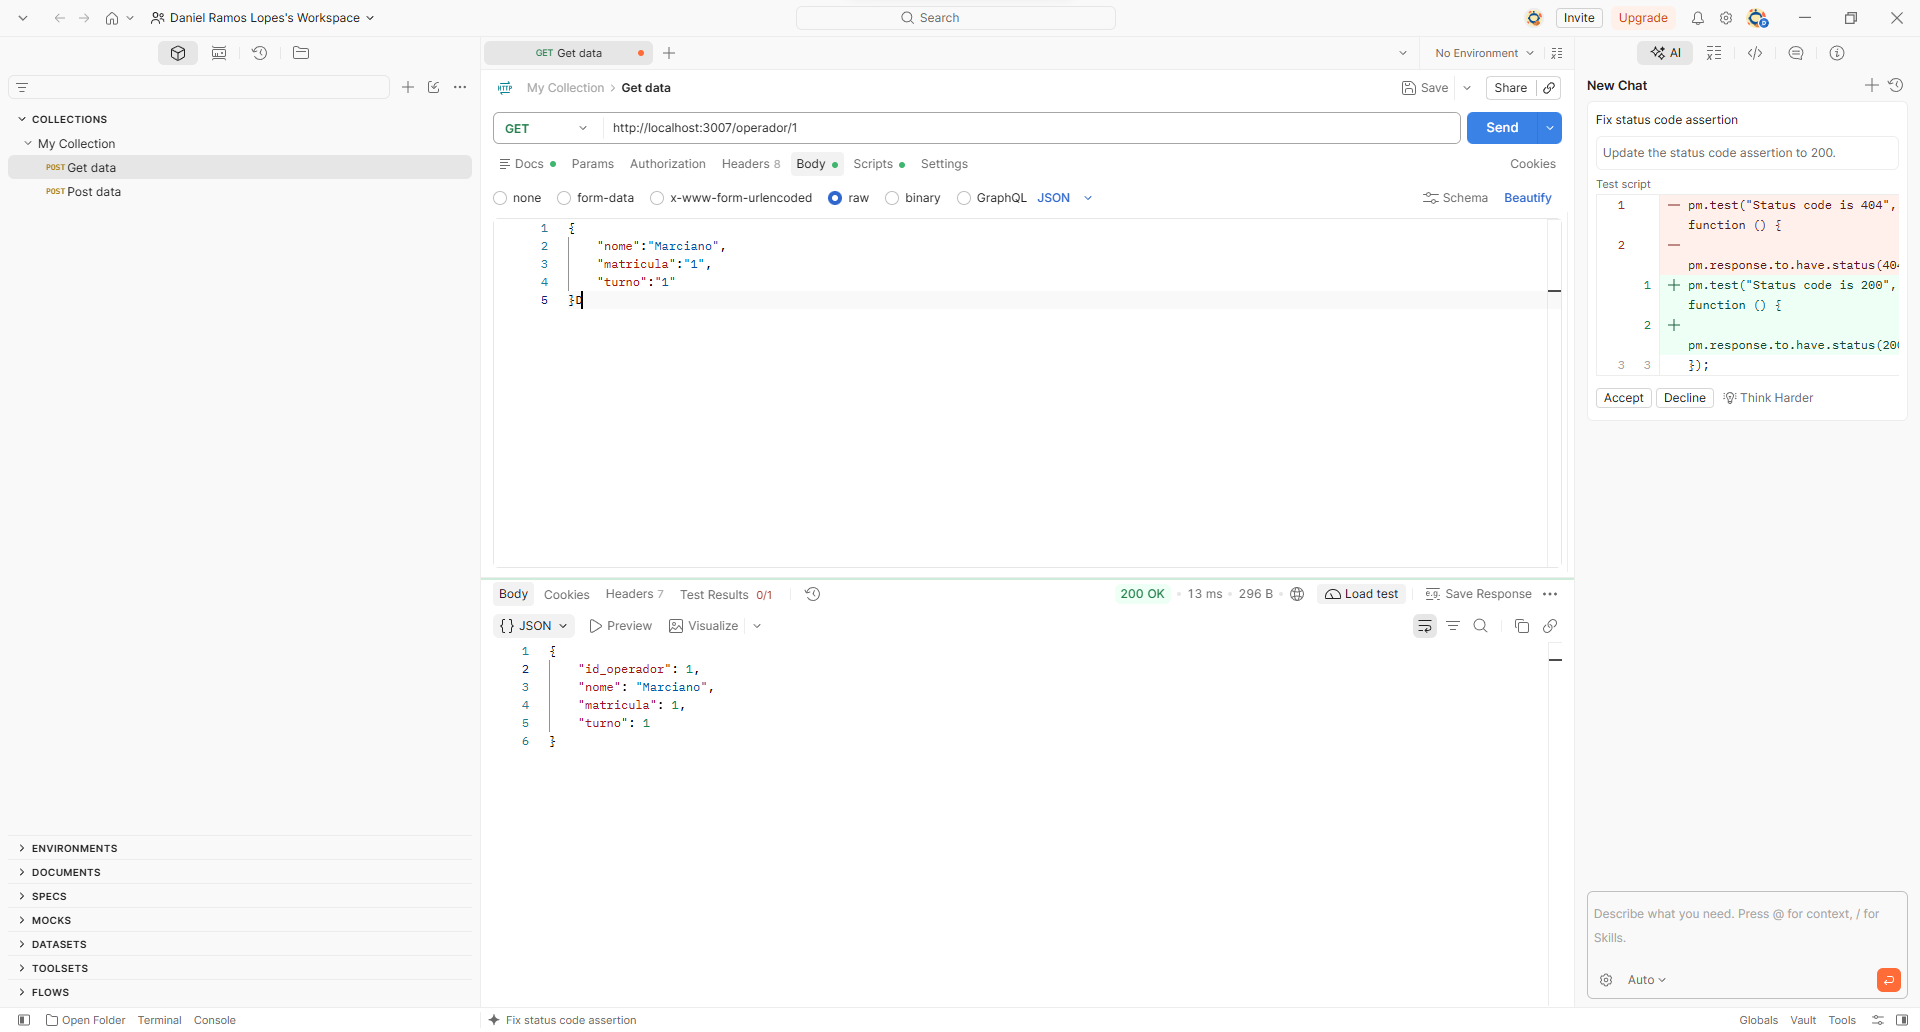 Daniel Ramos Lopes's Workspace
Search
Invite
Upgrade
COLLECTIONS
My Collection
POST Get data
POST Post data
ENVIRONMENTS
DOCUMENTS
SPECS
MOCKS
DATASETS
TOOLSETS
FLOWS
GET Get data
No Environment
HTTP My Collection > Get data
Save
Share
GET
http://localhost:3007/operador/1
Send
Docs Params Authorization Headers 8 Body Scripts Settings
Cookies
none form-data x-www-form-urlencoded raw binary GraphQL JSON
Schema Beautify
1 {
2 "nome":"Marciano",
3 "matricula":"1",
4 "turno":"1"
5 }D
Body Cookies Headers 7 Test Results 0/1
200 OK • 13 ms • 296 B
Load test
e.g. Save Response
{} JSON Preview Visualize
1 {
2 "id_operador": 1,
3 "nome": "Marciano",
4 "matricula": 1,
5 "turno": 1
6 }
AI
New Chat
Fix status code assertion
Update the status code assertion to 200.
Test script
1 — pm.test("Status code is 404",
function () {
2 —
pm.response.to.have.status(404
1 + pm.test("Status code is 200",
function () {
2 +
pm.response.to.have.status(200
3 3 });
Accept Decline Think Harder
Describe what you need. Press @ for context, / for
Skills.
Auto
Open Folder Terminal Console
Fix status code assertion
Globals Vault Tools